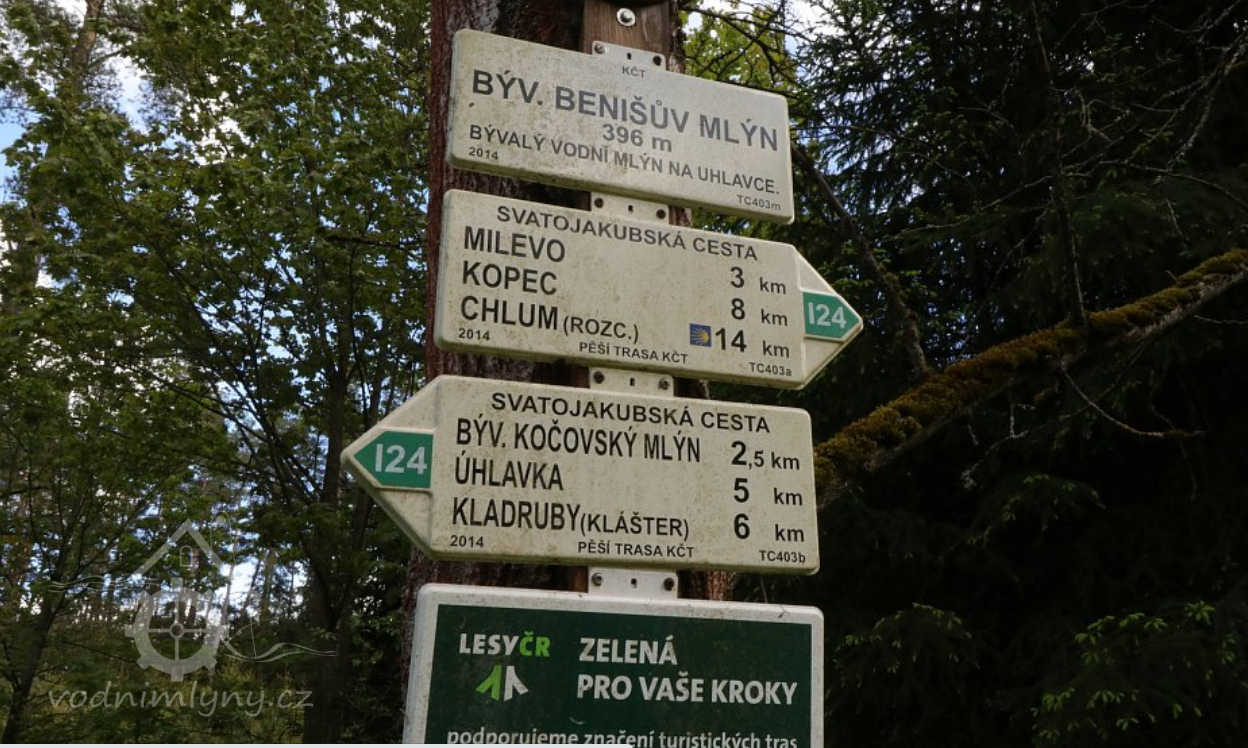 KČT
BÝV. BENIŠŮV MLÝN
396 m
BÝVALÝ VODNÍ MLÝN NA UHLAVCE.
2014
TC403m
SVATOJAKUBSKÁ CESTA
MILEVO 3 km
KOPEC 8 km
CHLUM (ROZC.) 14 km
2014 PĚŠÍ TRASA KČT TC403a
I24
SVATOJAKUBSKÁ CESTA
BÝV. KOČOVSKÝ MLÝN 2,5 km
I24
ÚHLAVKA 5 km
KLADRUBY (KLÁŠTER) 6 km
2014 PĚŠÍ TRASA KČT TC403b
LESY ČR
ZELENÁ
PRO VAŠE KROKY
podporujeme značení turistických tras
vodnimlyny.cz